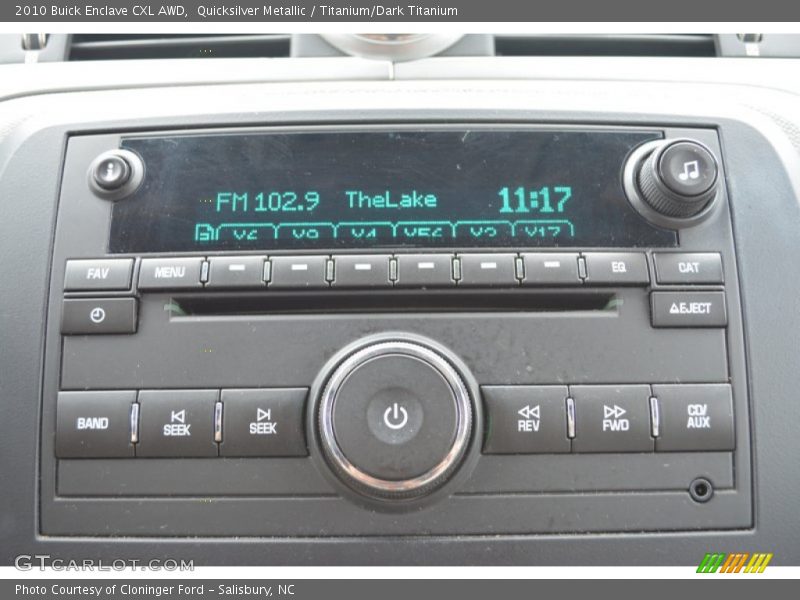 2010 Buick Enclave CXL AWD, Quicksilver Metallic / Titanium/Dark Titanium
FM 102.9 TheLake 11:17
FAV MENU EQ CAT
EJECT
BAND SEEK SEEK REV FWD CD/
AUX
GTCARLOT.COM
Photo Courtesy of Cloninger Ford – Salisbury, NC